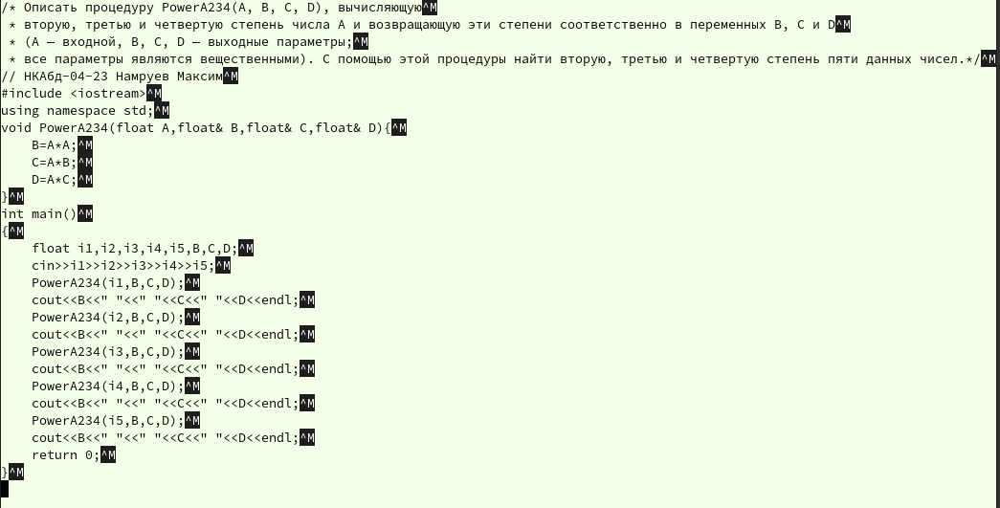 /* Описать процедуру PowerA234(A, B, C, D), вычисляющую^M
 * вторую, третью и четвертую степень числа A и возвращающую эти степени соответственно в переменных B, C и D^M
 * (A — входной, B, C, D — выходные параметры;^M
 * все параметры являются вещественными). С помощью этой процедуры найти вторую, третью и четвертую степень пяти данных чисел.*/^M
// НКАбд-04-23 Намруев Максим^M
#include <iostream>^M
using namespace std;^M
void PowerA234(float A,float& B,float& C,float& D){^M
    B=A*A;^M
    C=A*B;^M
    D=A*C;^M
}^M
int main()^M
{^M
    float i1,i2,i3,i4,i5,B,C,D;^M
    cin>>i1>>i2>>i3>>i4>>i5;^M
    PowerA234(i1,B,C,D);^M
    cout<<B<<" "<<" "<<C<<" "<<D<<endl;^M
    PowerA234(i2,B,C,D);^M
    cout<<B<<" "<<" "<<C<<" "<<D<<endl;^M
    PowerA234(i3,B,C,D);^M
    cout<<B<<" "<<" "<<C<<" "<<D<<endl;^M
    PowerA234(i4,B,C,D);^M
    cout<<B<<" "<<" "<<C<<" "<<D<<endl;^M
    PowerA234(i5,B,C,D);^M
    cout<<B<<" "<<" "<<C<<" "<<D<<endl;^M
    return 0;^M
}^M